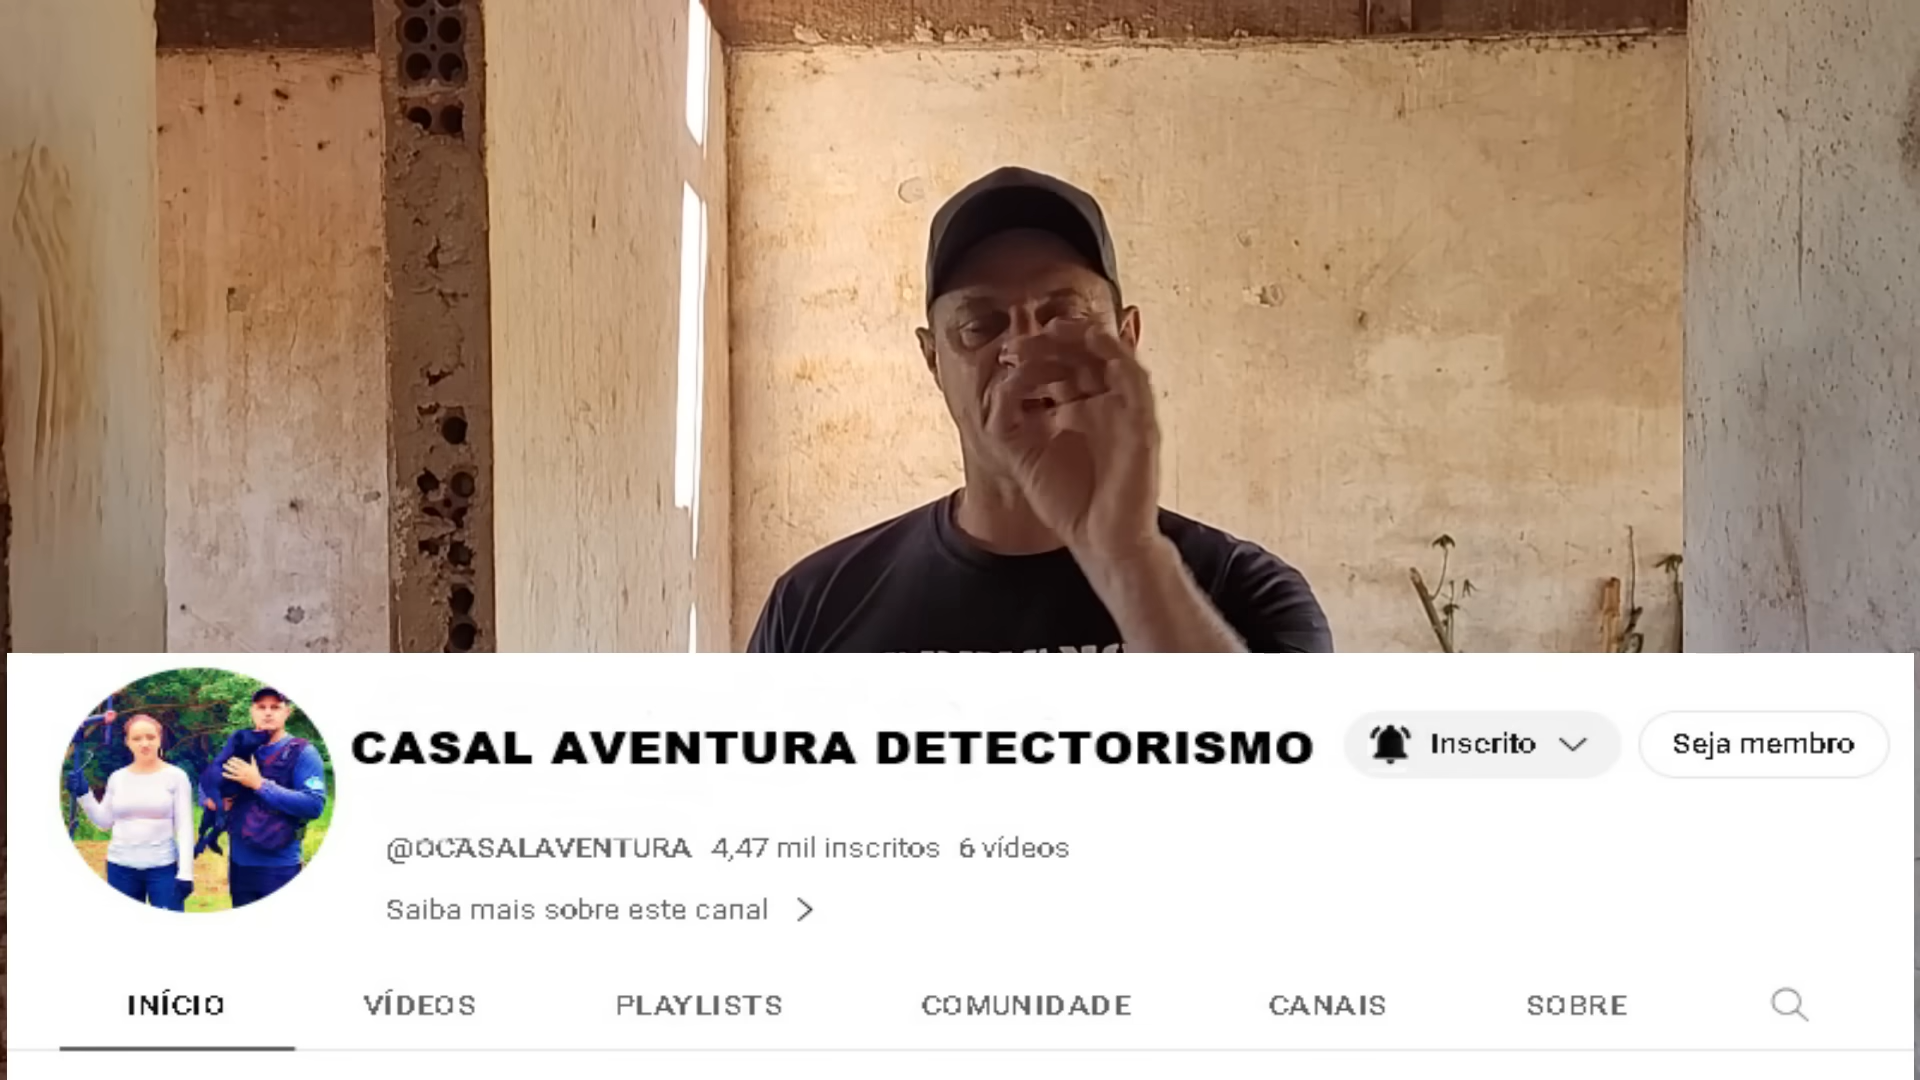 CASAL AVENTURA DETECTORISMO
Inscrito
Seja membro
@OCASALAVENTURA 4,47 mil inscritos 6 vídeos
Saiba mais sobre este canal
INÍCIO VÍDEOS PLAYLISTS COMUNIDADE CANAIS SOBRE